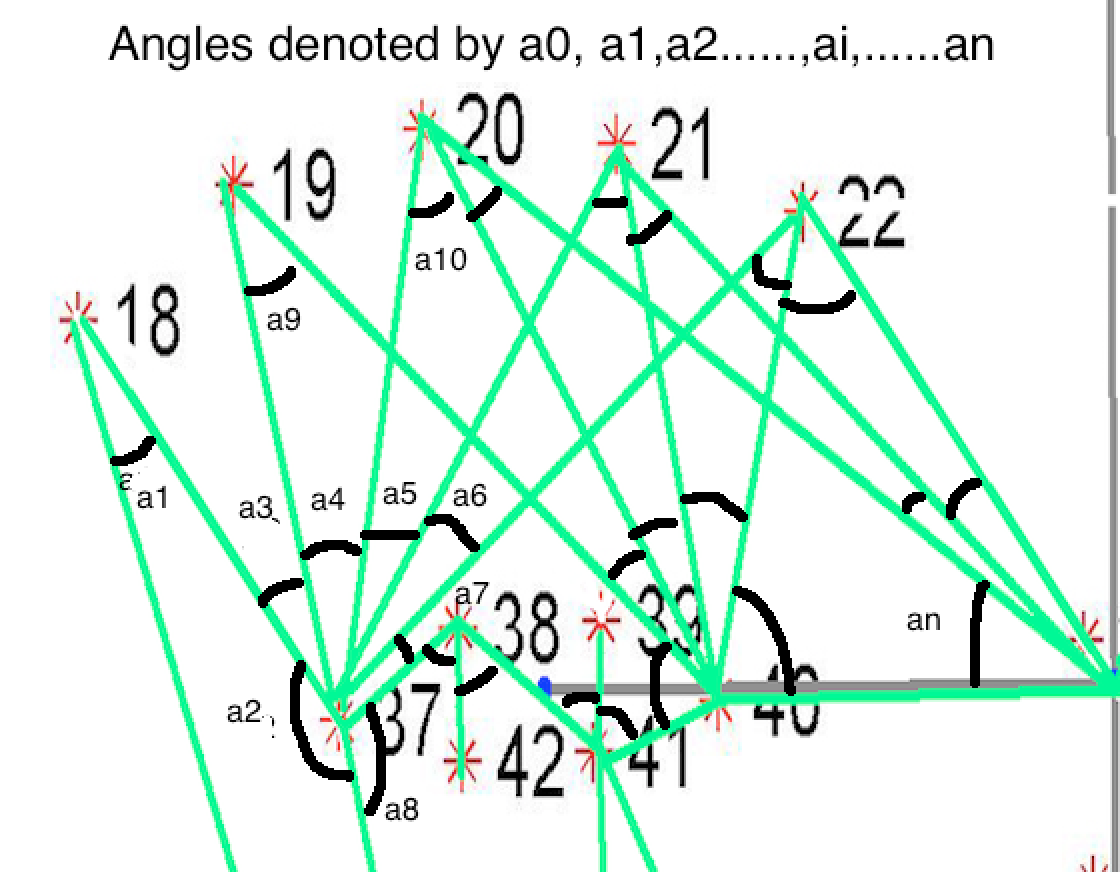 Angles denoted by a0, a1,a2......,ai,......an
20
21
19
22
a10
18
a9
a1
a3
a4
a5
a6
a7
38
39
an
a2
37
40
42
41
a8